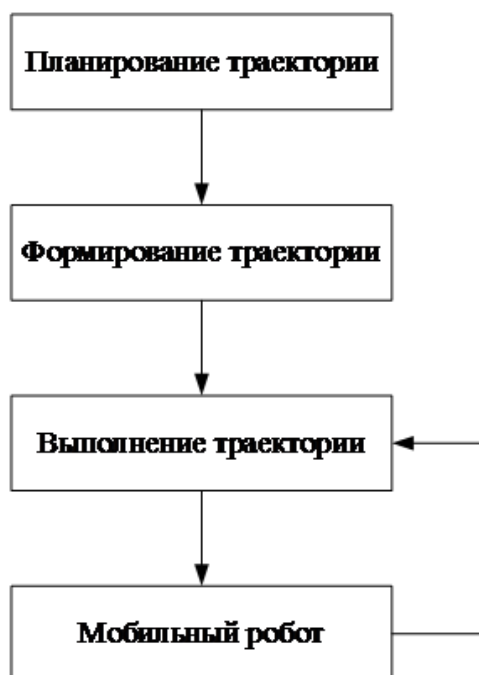 Планирование траектории
Формирование траектории
Выполнение траектории
Мобильный робот